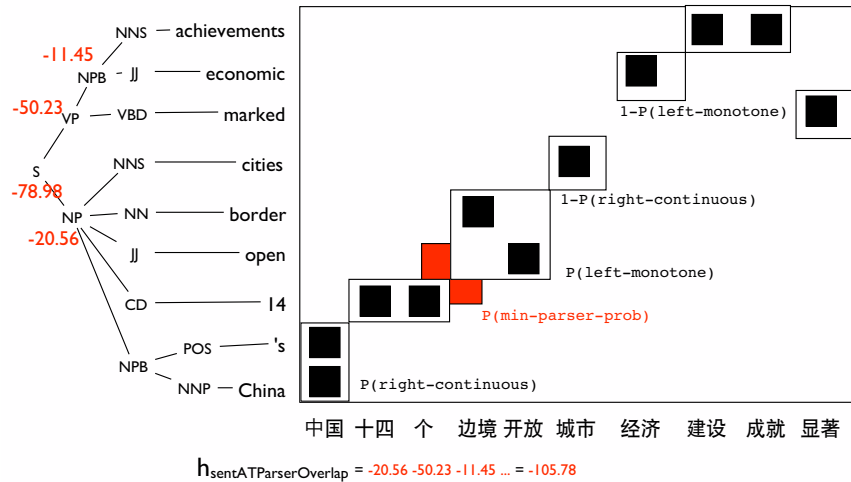 NNS achievements
-11.45
NPB JJ economic
1-P(left-monotone)
-50.23
VP VBD marked
NNS cities
S
-78.98
1-P(right-continuous)
NP NN border
-20.56
JJ open
P(left-monotone)
CD 14
P(min-parser-prob)
POS 's
NPB
NNP China
P(right-continuous)
中国 十四 个 边境 开放 城市 经济 建设 成就 显著
hsentATParserOverlap = -20.56 -50.23 -11.45 ... = -105.78